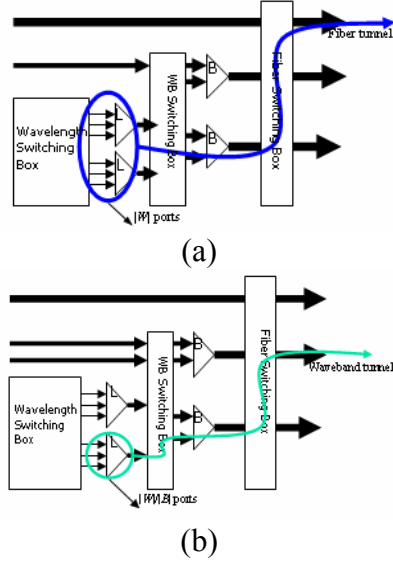 Fiber tunnel
B
Fiber Switching Box
WB Switching Box
L
Wavelength
Switching
Box
B
L
|W| ports
(a)
B
Fiber Switching Box
WB Switching Box
Waveband tunnel
L
Wavelength
Switching
Box
B
L
|W|/|B| ports
(b)